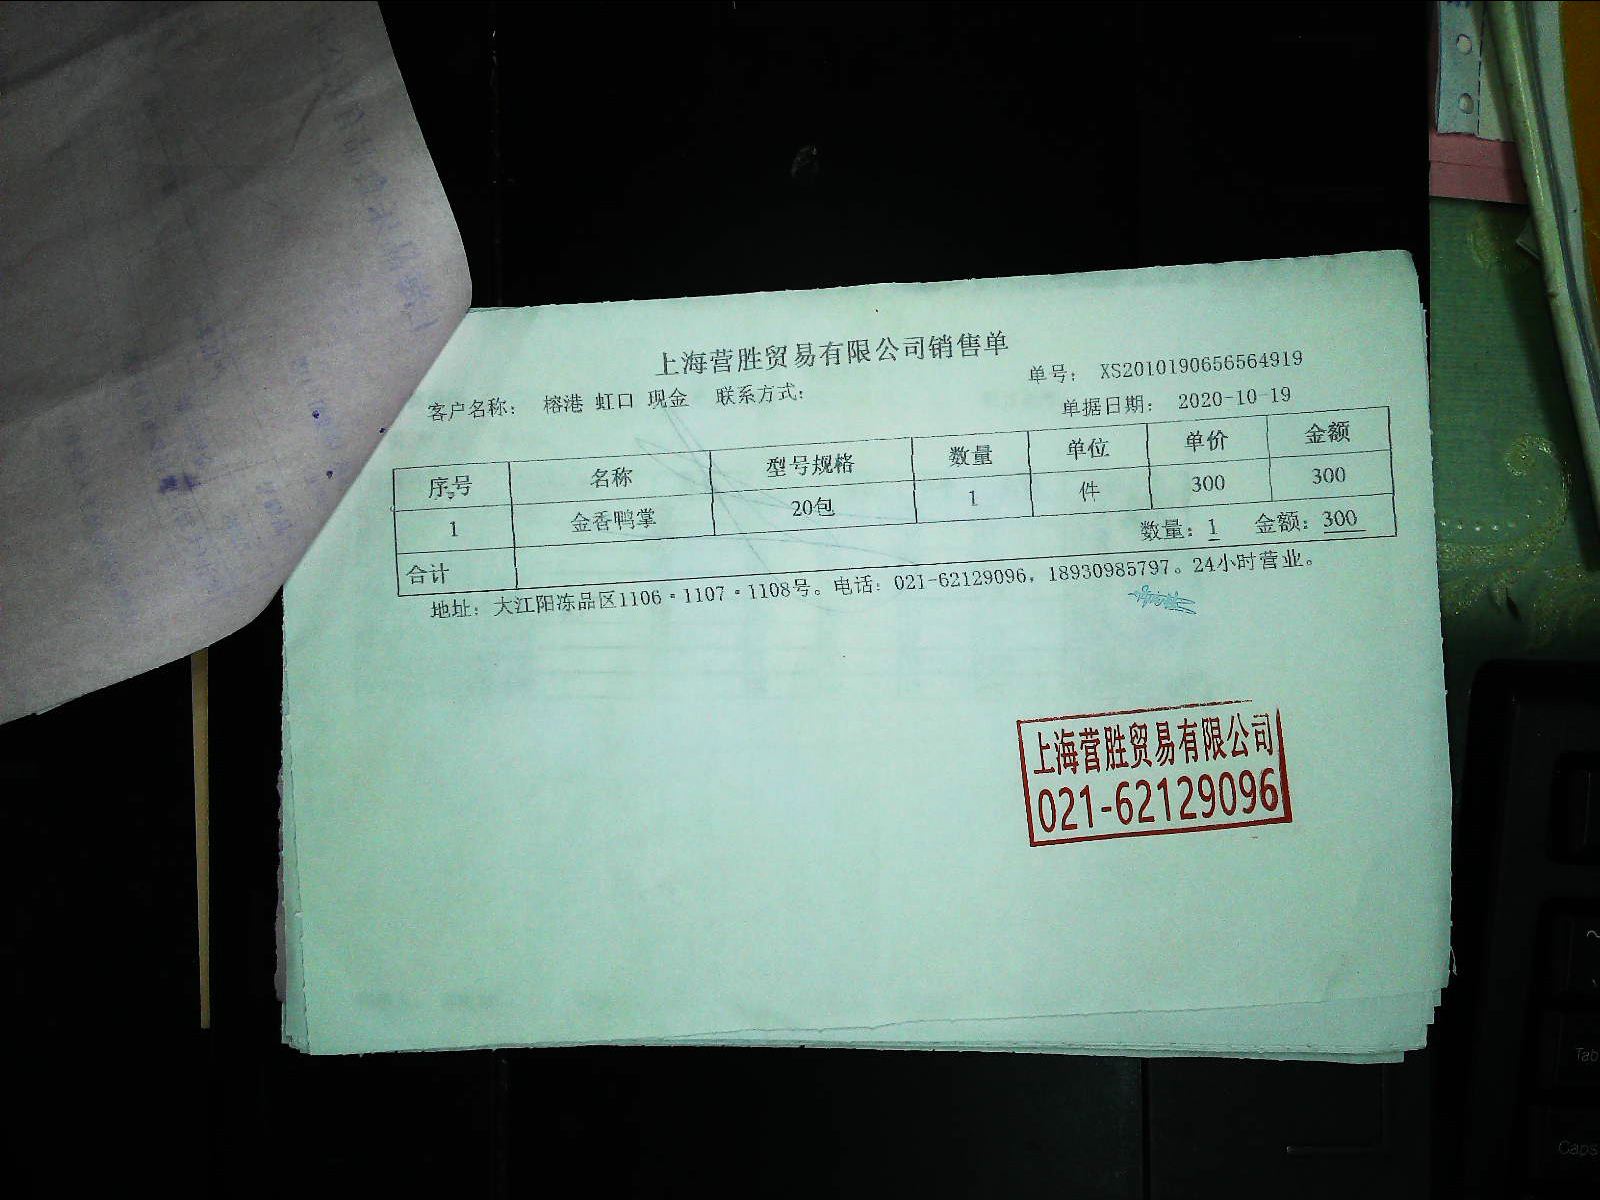 上海营胜贸易有限公司销售单
单号: XS2010190656564919
客户名称: 榕港 虹口 现金 联系方式:
单据日期: 2020-10-19
序号 名称 型号规格 数量 单位 单价 金额
1 金香鸭掌 20包 1 件 300 300
合计 数量: 1 金额: 300
地址: 大江阳冻品区1106·1107·1108号。电话: 021-62129096, 18930985797。24小时营业。
上海营胜贸易有限公司
021-62129096
Tab
Caps